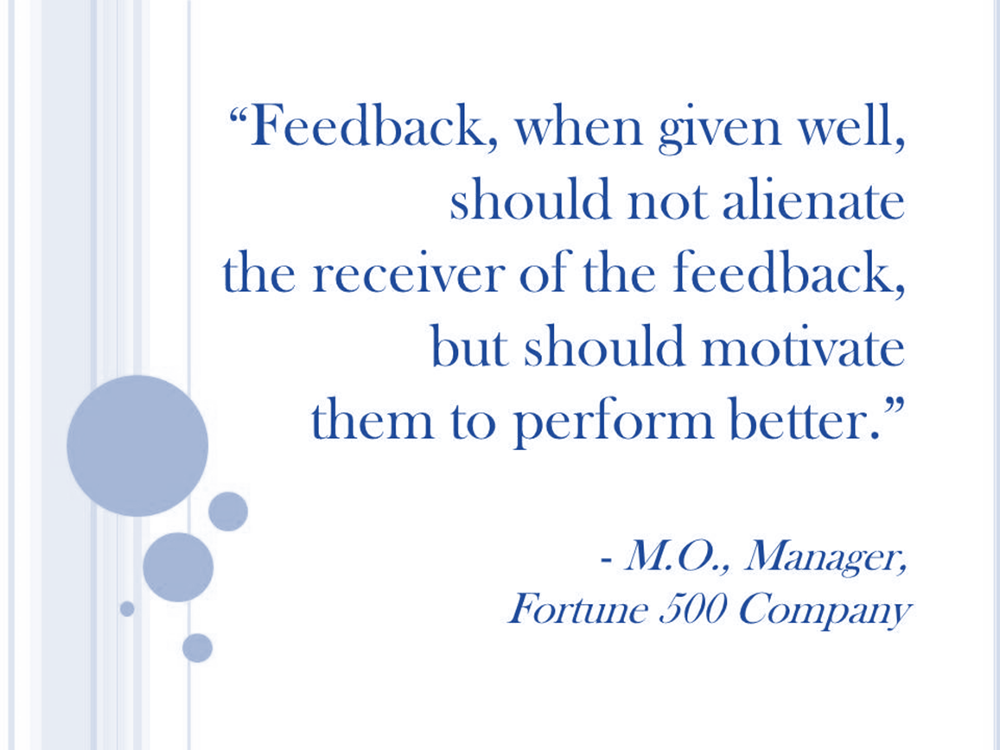 “Feedback, when given well,
should not alienate
the receiver of the feedback,
but should motivate
them to perform better.”
- M.O., Manager,
Fortune 500 Company